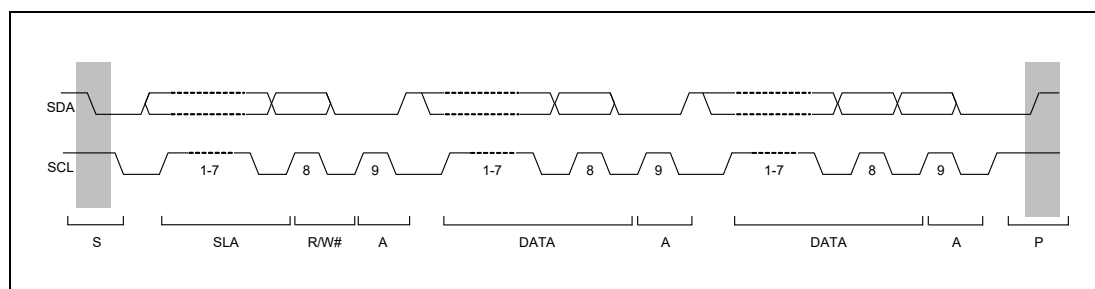 SDA
SCL 1-7 8 9 1-7 8 9 1-7 8 9
S SLA R/W# A DATA A DATA A P